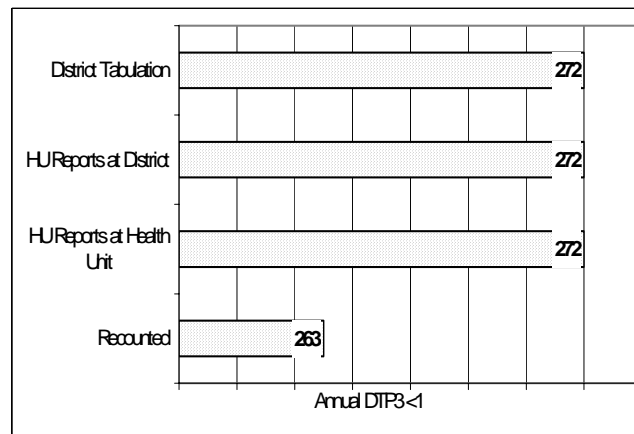 District Tabulation
272
HU Reports at District
272
HU Reports at Health
Unit
272
Recounted
263
Annual DTP3 <1